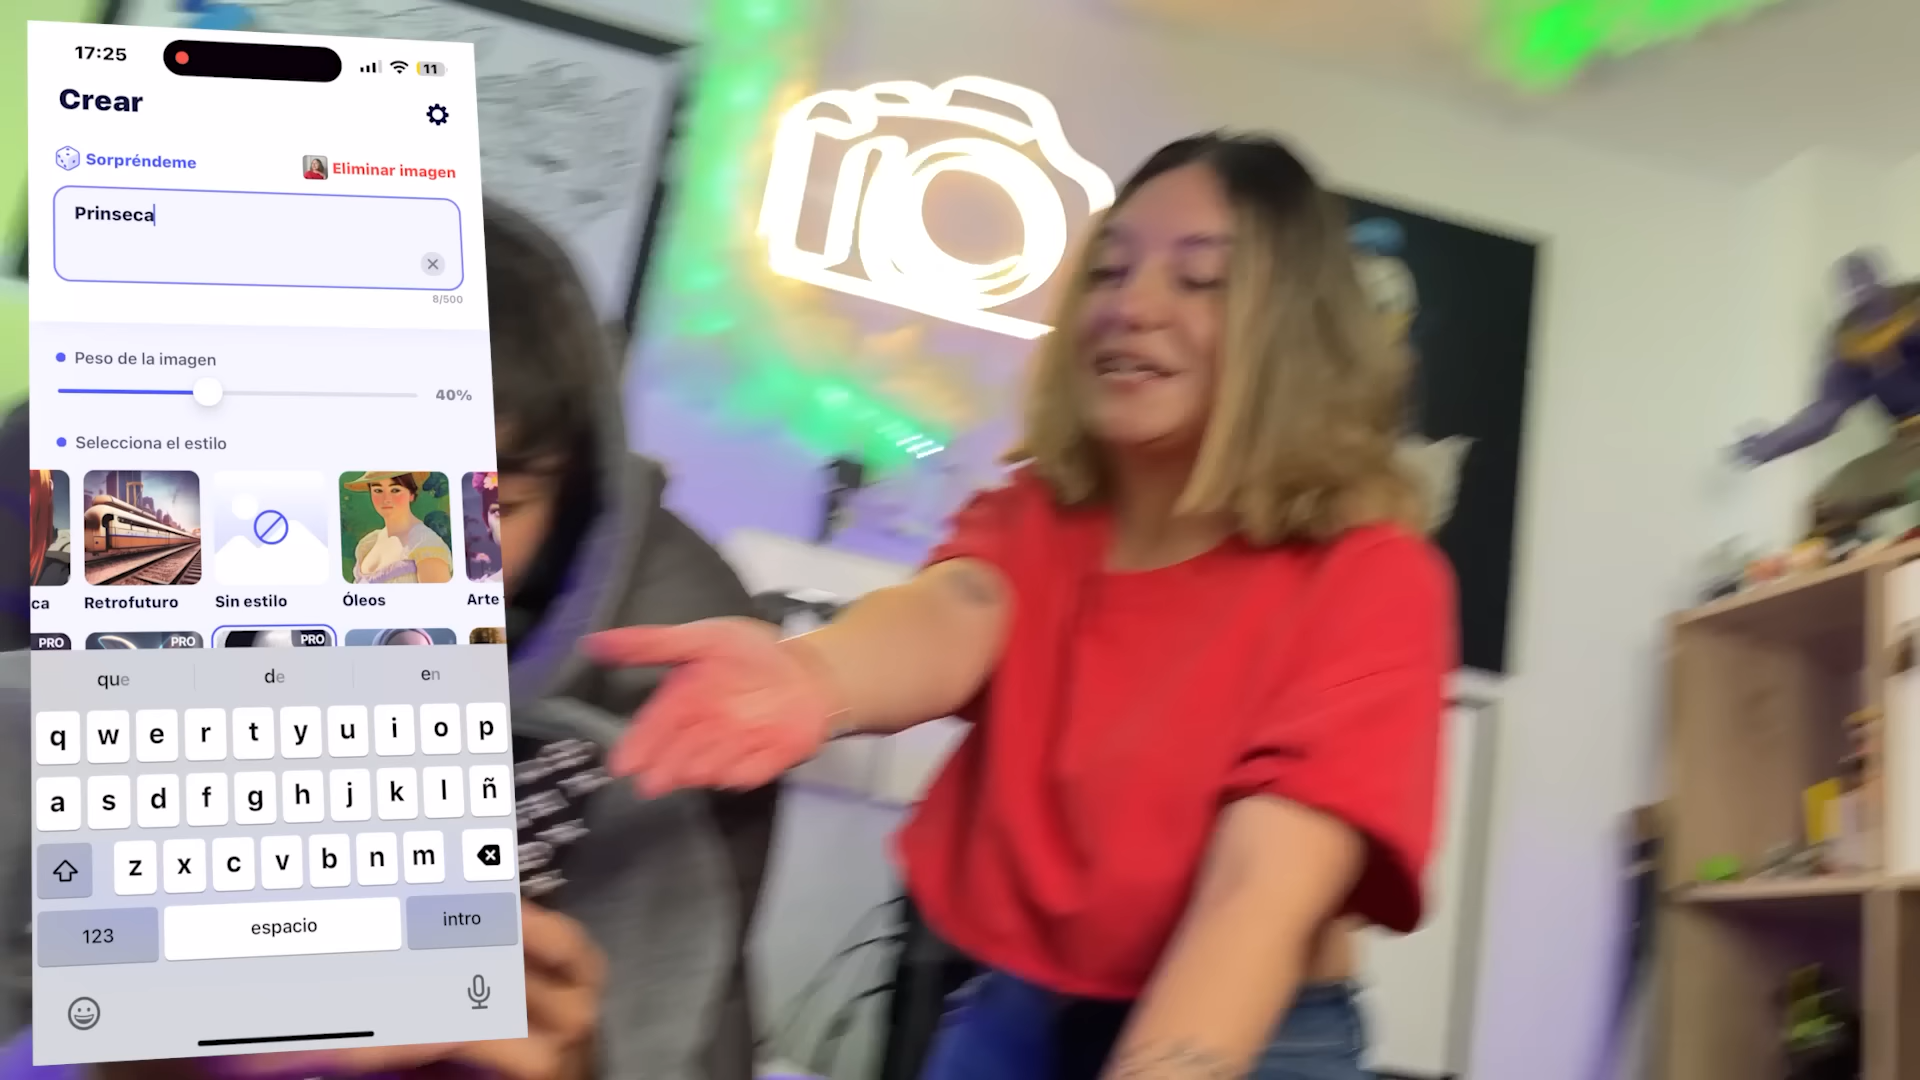 17:25
11
Crear
Sorpréndeme
Eliminar imagen
Prinseca
8/500
Peso de la imagen
40%
Selecciona el estilo
ca
Retrofuturo
Sin estilo
Óleos
Arte
PRO
PRO
PRO
que
de
en
q w e r t y u i o p
a s d f g h j k l ñ
z x c v b n m
123
espacio
intro